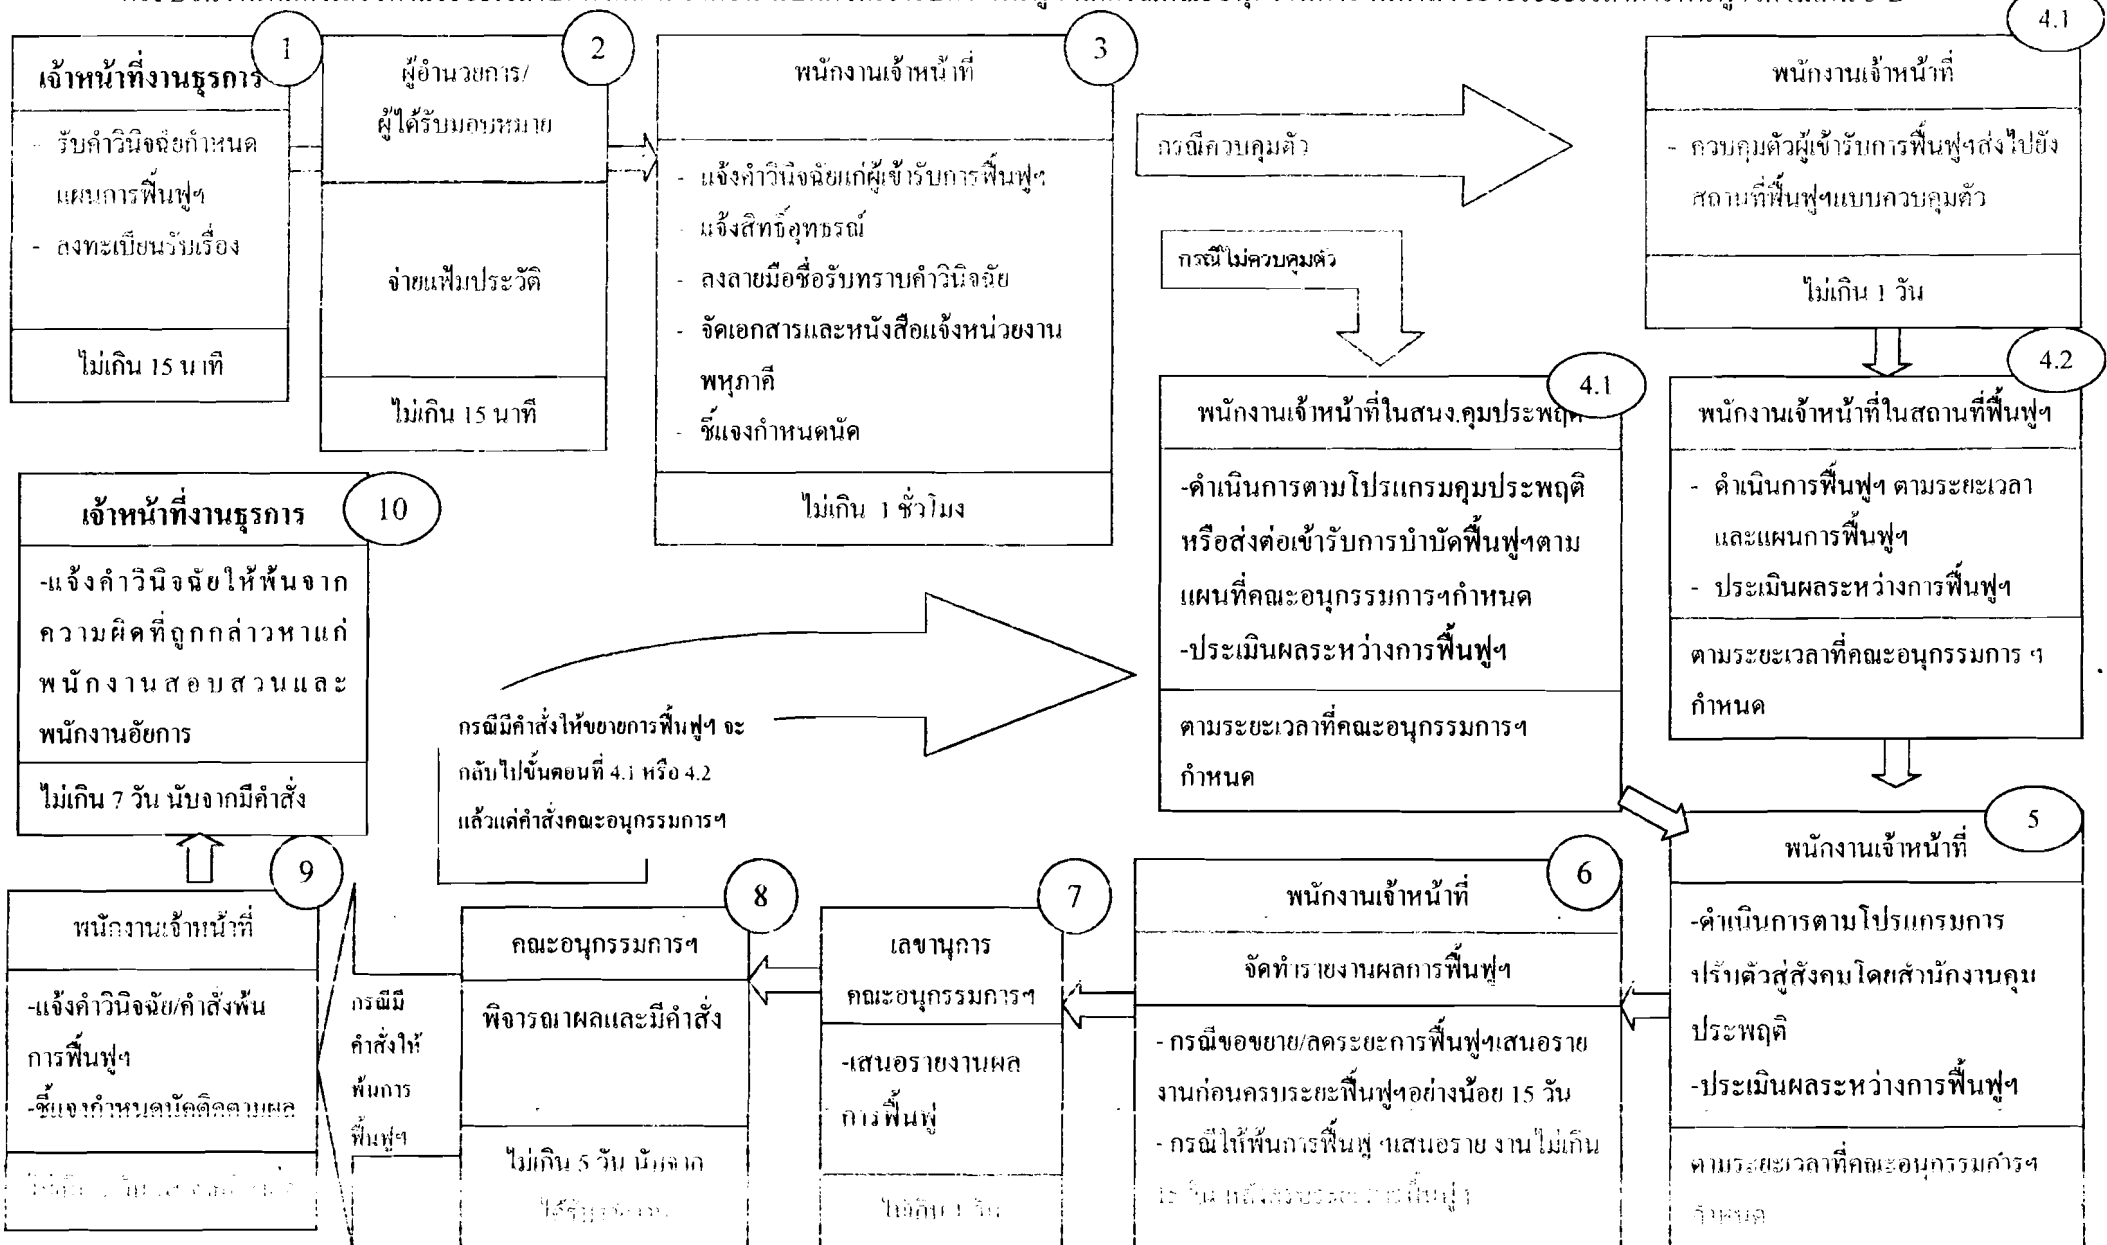 1
เจ้าหน้าที่งานธุรการ
- รับคำวินิจฉัยกำหนด
แผนการฟื้นฟูฯ
- ลงทะเบียนรับเรื่อง
ไม่เกิน 15 นาที
2
ผู้อำนวยการ/
ผู้ได้รับมอบหมาย
จ่ายแฟ้มประวัติ
ไม่เกิน 15 นาที
3
พนักงานเจ้าหน้าที่
- แจ้งคำวินิจฉัยแก่ผู้เข้ารับการฟื้นฟูฯ
- แจ้งสิทธิ์อุทธรณ์
- ลงลายมือชื่อรับทราบคำวินิจฉัย
- จัดเอกสารและหนังสือแจ้งหน่วยงาน
พหุภาคี
- ชี้แจงกำหนดนัด
ไม่เกิน 1 ชั่วโมง
กรณีควบคุมตัว
กรณีไม่ควบคุมตัว
4.1
พนักงานเจ้าหน้าที่
- ควบคุมตัวผู้เข้ารับการฟื้นฟูฯส่งไปยัง
สถานที่ฟื้นฟูฯแบบควบคุมตัว
ไม่เกิน 1 วัน
4.1
พนักงานเจ้าหน้าที่ในสนง.คุมประพฤติ
-ดำเนินการตามโปรแกรมคุมประพฤติ
หรือส่งต่อเข้ารับการบำบัดฟื้นฟูฯตาม
แผนที่คณะอนุกรรมการฯกำหนด
-ประเมินผลระหว่างการฟื้นฟูฯ
ตามระยะเวลาที่คณะอนุกรรมการฯ
กำหนด
4.2
พนักงานเจ้าหน้าที่ในสถานที่ฟื้นฟูฯ
- ดำเนินการฟื้นฟูฯ ตามระยะเวลา
และแผนการฟื้นฟูฯ
- ประเมินผลระหว่างการฟื้นฟูฯ
ตามระยะเวลาที่คณะอนุกรรมการ ฯ
กำหนด
5
พนักงานเจ้าหน้าที่
-ดำเนินการตามโปรแกรมการ
ปรับตัวสู่สังคมโดยสำนักงานคุม
ประพฤติ
-ประเมินผลระหว่างการฟื้นฟูฯ
ตามระยะเวลาที่คณะอนุกรรมการฯ
กำหนด
6
พนักงานเจ้าหน้าที่
จัดทำรายงานผลการฟื้นฟูฯ
- กรณีขอขยาย/ลดระยะการฟื้นฟูฯเสนอราย
งานก่อนครบระยะฟื้นฟูฯอย่างน้อย 15 วัน
- กรณีให้พ้นการฟื้นฟู ฯเสนอราย งานไม่เกิน
7
เลขานุการ
คณะอนุกรรมการฯ
-เสนอรายงานผล
การฟื้นฟู
ไม่เกิน 1 วัน
8
คณะอนุกรรมการฯ
พิจารณาผลและมีคำสั่ง
ไม่เกิน 5 วัน นับจาก
กรณีมีคำสั่งให้ขยายการฟื้นฟูฯ จะ
กลับไปขั้นตอนที่ 4.1 หรือ 4.2
แล้วแต่คำสั่งคณะอนุกรรมการฯ
กรณีมี
คำสั่งให้
พ้นการ
ฟื้นฟูฯ
9
พนักงานเจ้าหน้าที่
-แจ้งคำวินิจฉัย/คำสั่งพ้น
การฟื้นฟูฯ
-ชี้แจงกำหนดนัดติดตามผล
10
เจ้าหน้าที่งานธุรการ
-แจ้งคำวินิจฉัยให้พ้นจาก
ความผิดที่ถูกกล่าวหาแก่
พนักงานสอบสวนและ
พนักงานอัยการ
ไม่เกิน 7 วัน นับจากมีคำสั่ง